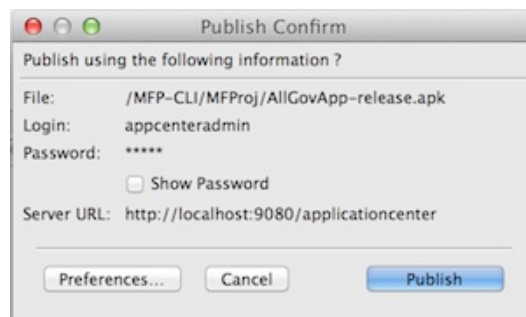 Publish Confirm
Publish using the following information ?
File: /MFP-CLI/MFProj/AllGovApp-release.apk
Login: appcenteradmin
Password: *****
Show Password
Server URL: http://localhost:9080/applicationcenter
Preferences... Cancel Publish